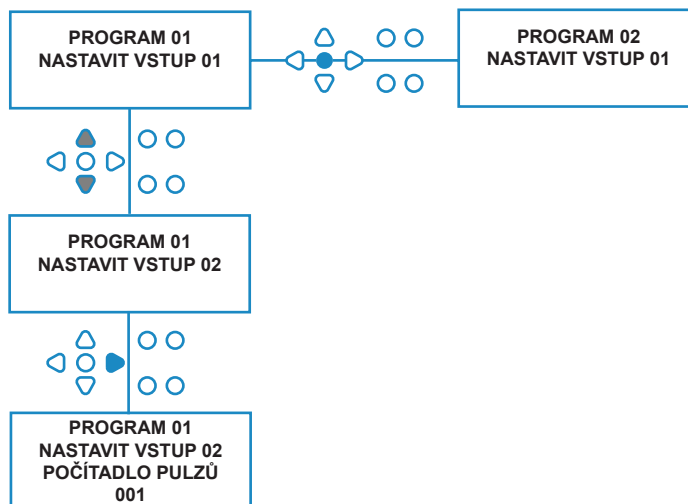 PROGRAM 01
NASTAVIT VSTUP 01
PROGRAM 02
NASTAVIT VSTUP 01
PROGRAM 01
NASTAVIT VSTUP 02
PROGRAM 01
NASTAVIT VSTUP 02
POČÍTADLO PULZŮ
001